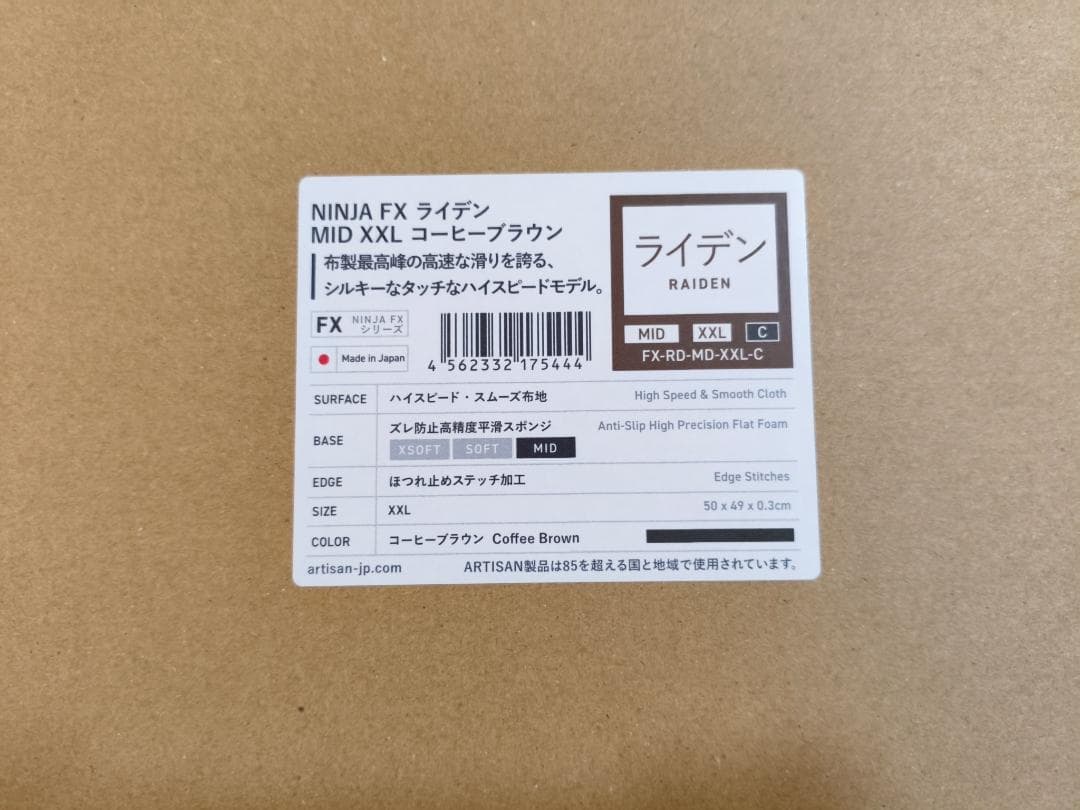 NINJA FX ライデン
MID XXL コーヒーブラウン
布製最高峰の高速な滑りを誇る、
シルキーなタッチなハイスピードモデル。
FX NINJA FX
シリーズ
Made in Japan
4 562332 175444
ライデン
RAIDEN
MID XXL C
FX-RD-MD-XXL-C
SURFACE ハイスピード・スムーズ布地 High Speed & Smooth Cloth
BASE ズレ防止高精度平滑スポンジ Anti-Slip High Precision Flat Foam
XSOFT SOFT MID
EDGE ほつれ止めステッチ加工 Edge Stitches
SIZE XXL 50 x 49 x 0.3cm
COLOR コーヒーブラウン Coffee Brown
artisan-jp.com ARTISAN製品は85を超える国と地域で使用されています。